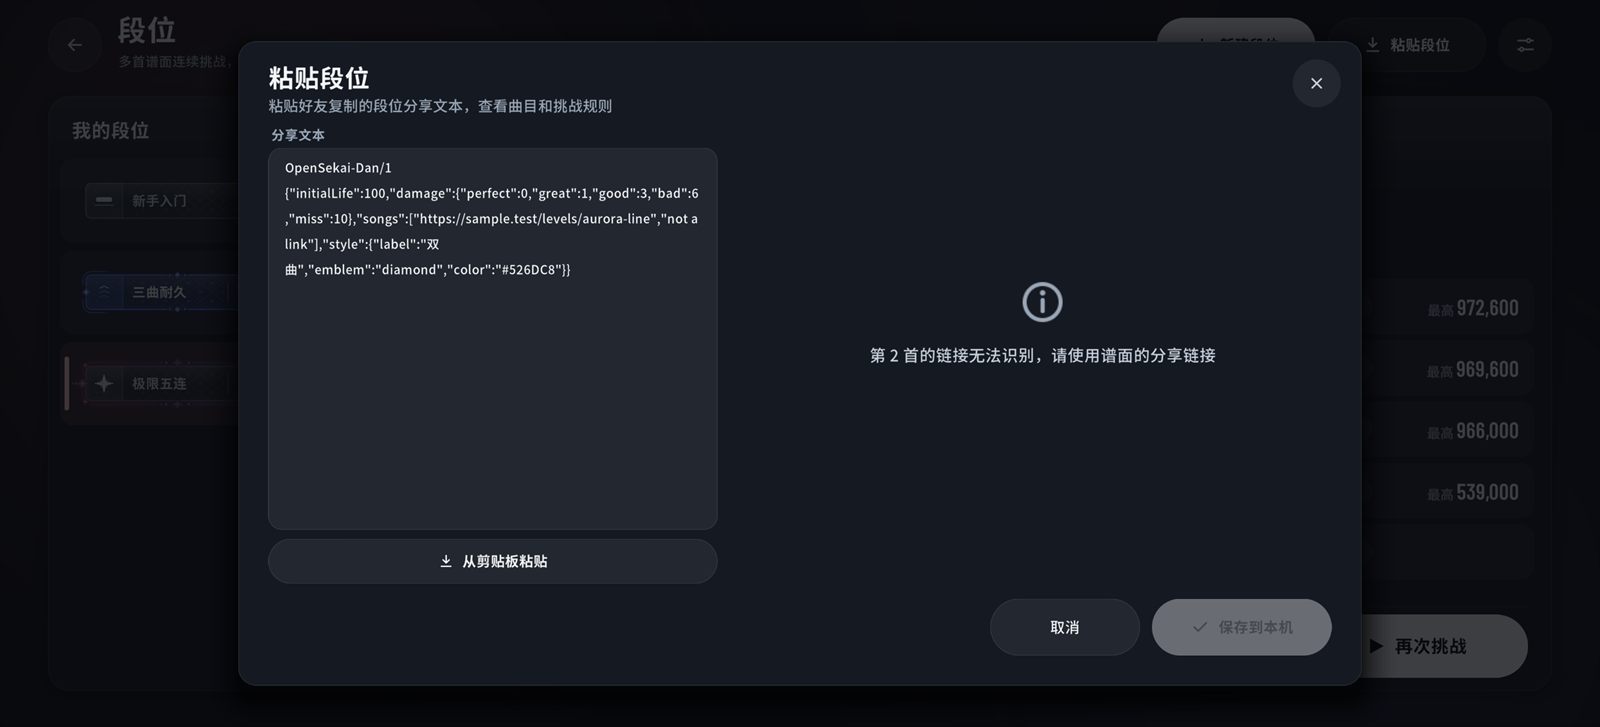 段位
多首谱面连续挑战，
粘贴段位
我的段位
新手入门
三曲耐久
极限五连
粘贴段位
粘贴好友复制的段位分享文本，查看曲目和挑战规则
分享文本
OpenSekai-Dan/1
{"initialLife":100,"damage":{"perfect":0,"great":1,"good":3,"bad":6
,"miss":10},"songs":["https://sample.test/levels/aurora-line","not a
link"],"style":{"label":"双
曲","emblem":"diamond","color":"#526DC8"}}
从剪贴板粘贴
第 2 首的链接无法识别，请使用谱面的分享链接
取消
保存到本机
最高 972,600
最高 969,600
最高 966,000
最高 539,000
再次挑战